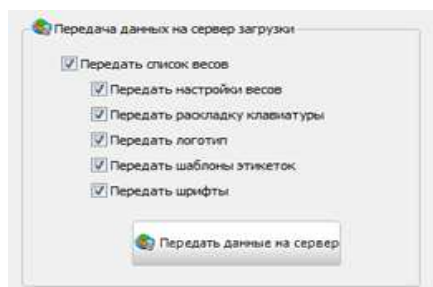 Передача данных на сервер загрузки
Передать список весов
Передать настройки весов
Передать раскладку клавиатуры
Передать логотип
Передать шаблоны этикеток
Передать шрифты
Передать данные на сервер